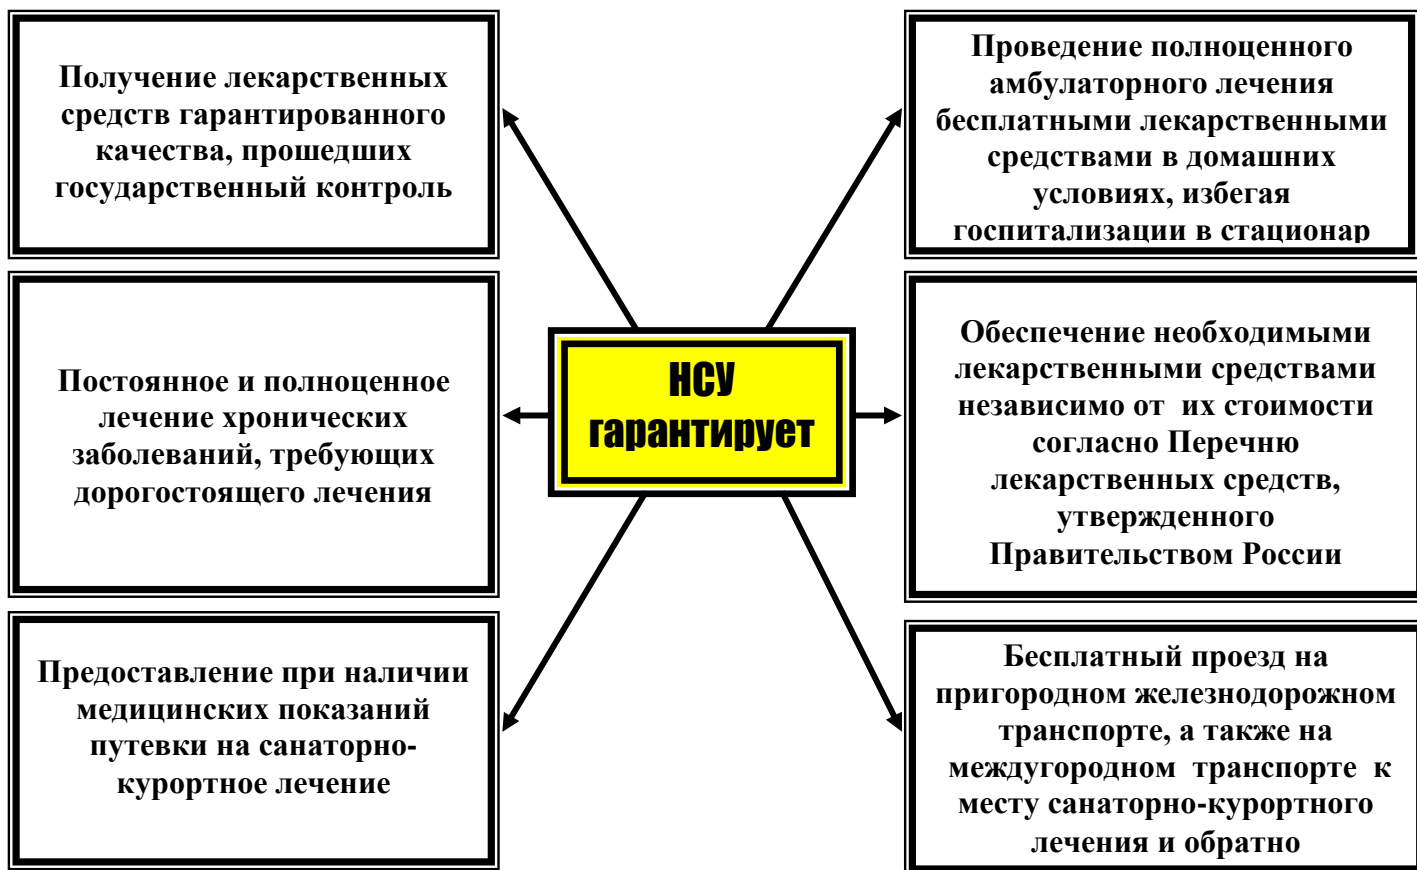 Получение лекарственных
средств гарантированного
качества, прошедших
государственный контроль
Проведение полноценного
амбулаторного лечения
бесплатными лекарственными
средствами в домашних
условиях, избегая
госпитализации в стационар
НСУ
гарантирует
Постоянное и полноценное
лечение хронических
заболеваний, требующих
дорогостоящего лечения
Обеспечение необходимыми
лекарственными средствами
независимо от их стоимости
согласно Перечню
лекарственных средств,
утвержденного
Правительством России
Предоставление при наличии
медицинских показаний
путевки на санаторно-
курортное лечение
Бесплатный проезд на
пригородном железнодорожном
транспорте, а также на
междугородном транспорте к
месту санаторно-курортного
лечения и обратно